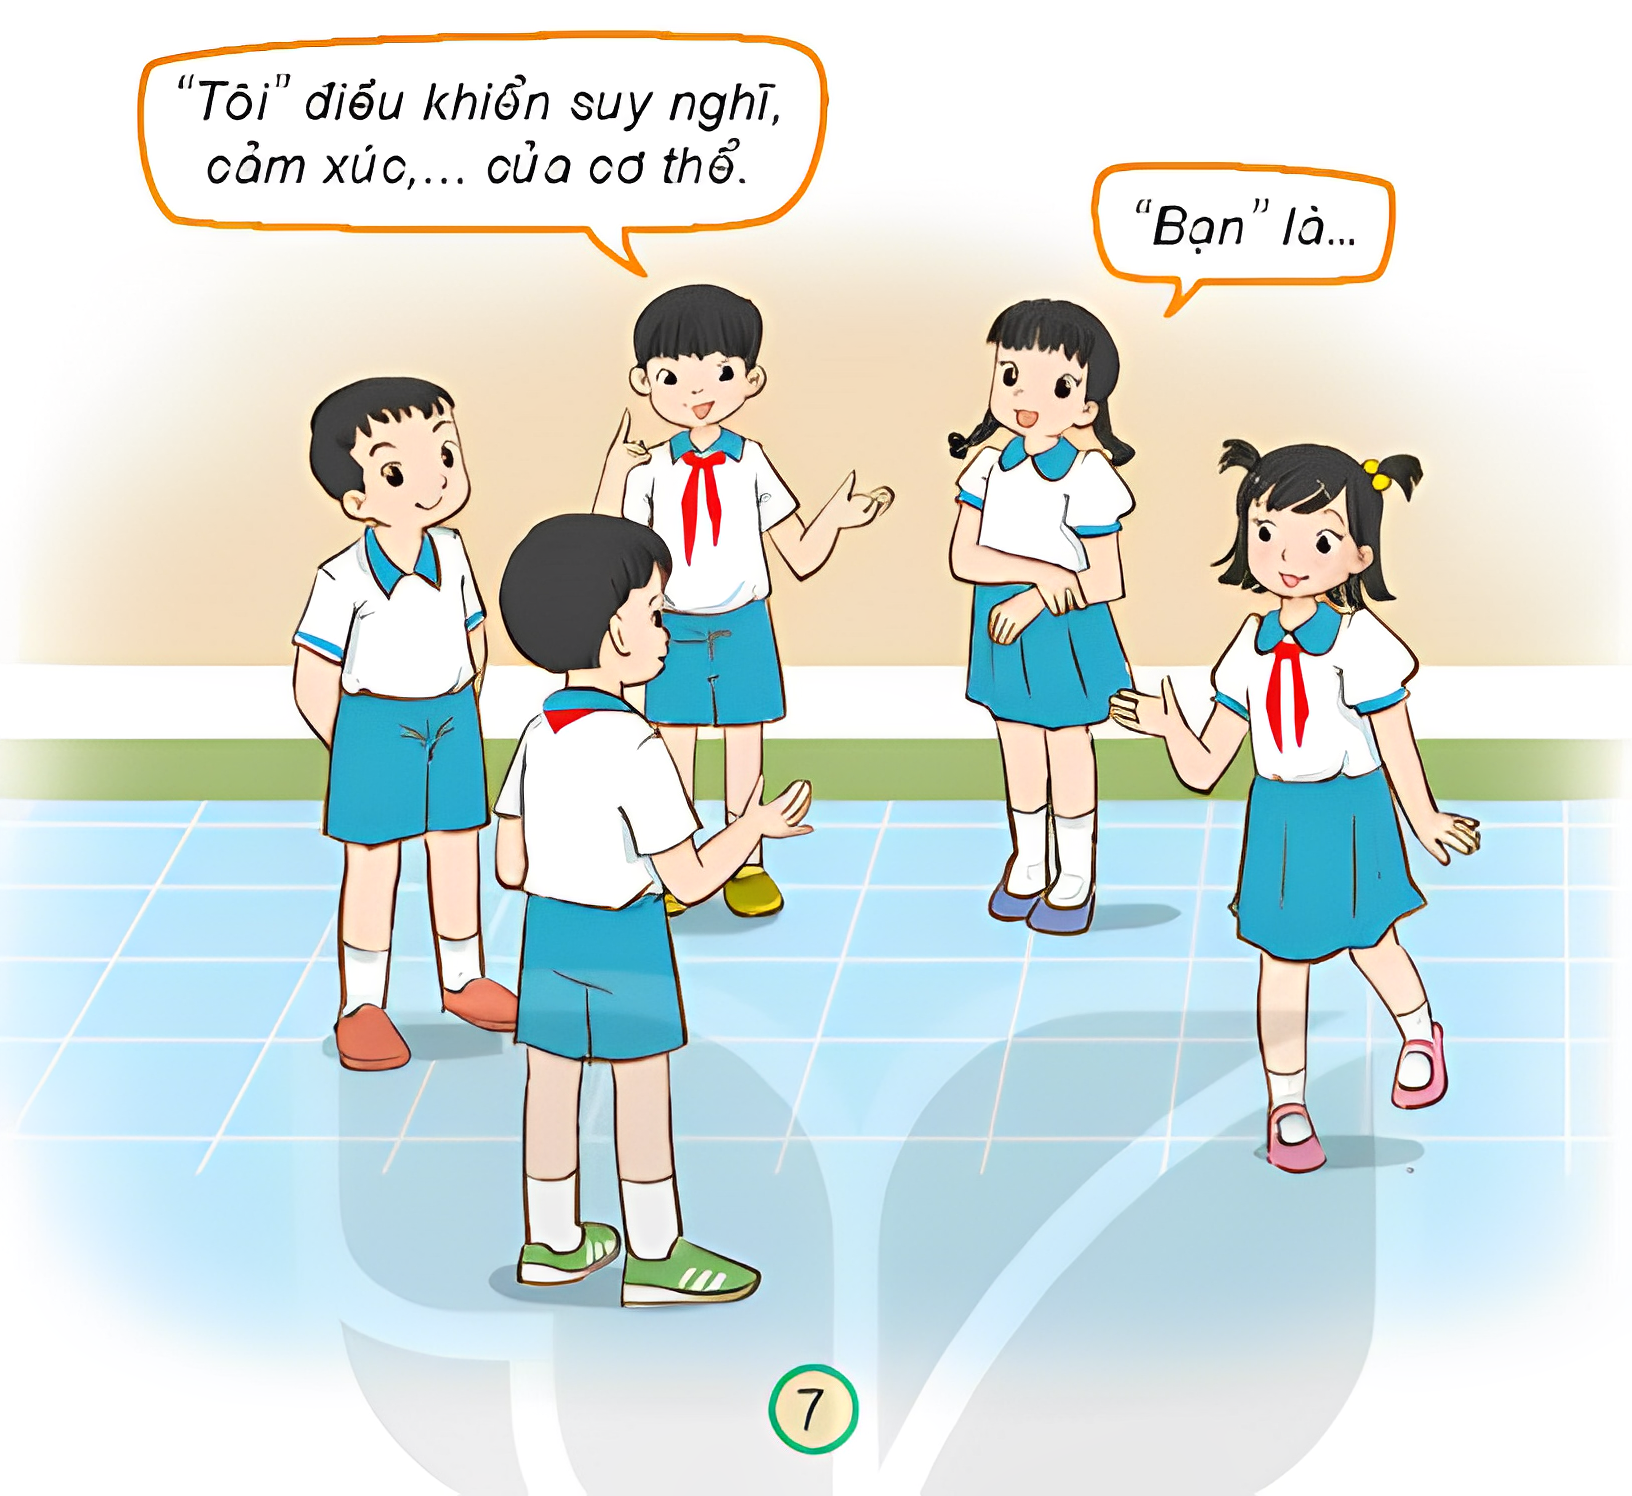 “Tôi” điều khiển suy nghĩ,
cảm xúc,... của cơ thể.
“Bạn” là...
7